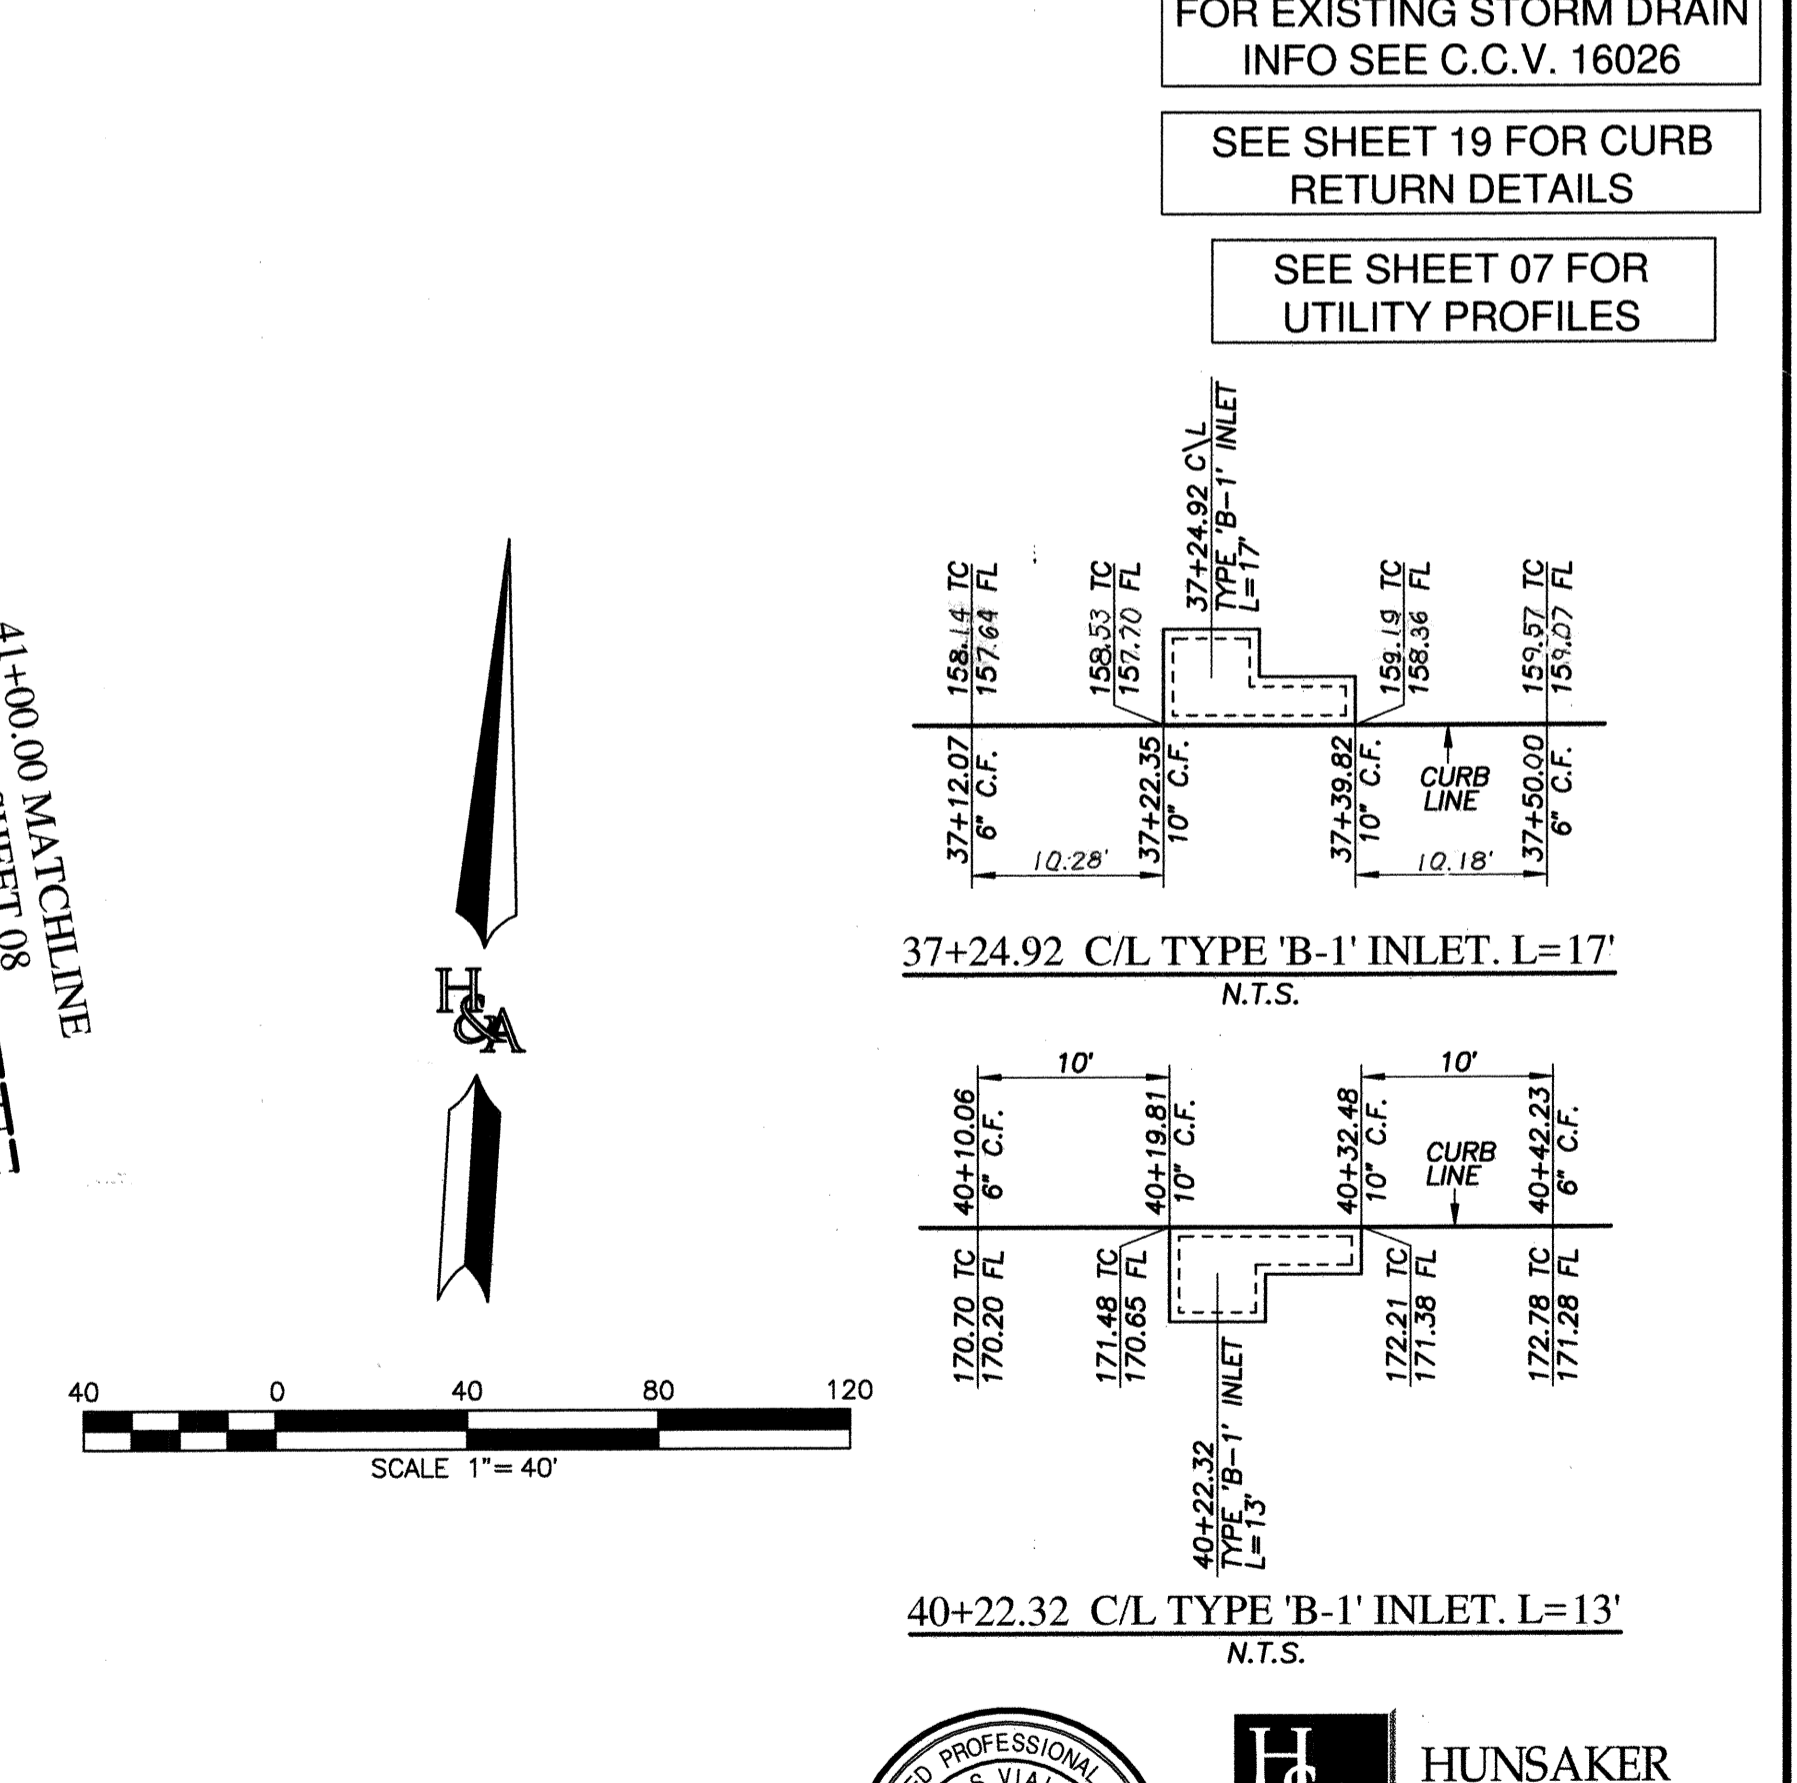 FOR EXISTING STORM DRAIN
INFO SEE C.C.V. 16026
SEE SHEET 19 FOR CURB
RETURN DETAILS
SEE SHEET 07 FOR
UTILITY PROFILES
41+00.00 MATCHLINE
SHEET 08
H&A
40 0 40 80 120
SCALE 1"= 40'
37+24.92 C\L
TYPE 'B-1' INLET
L=17'
158.14 TC
157.64 FL
158.53 TC
157.70 FL
159.19 TC
158.36 FL
159.57 TC
159.07 FL
37+12.07
6" C.F.
37+22.35
10" C.F.
37+39.82
10" C.F.
CURB
LINE
37+50.00
6" C.F.
10.28'
10.18'
37+24.92 C/L TYPE 'B-1' INLET. L=17'
N.T.S.
10'
10'
40+10.06
6" C.F.
40+19.81
10" C.F.
40+32.48
10" C.F.
CURB
LINE
40+42.23
6" C.F.
170.70 TC
170.20 FL
171.48 TC
170.65 FL
172.21 TC
171.38 FL
172.78 TC
171.28 FL
40+22.32
TYPE 'B-1' INLET
L=13'
40+22.32 C/L TYPE 'B-1' INLET. L=13'
N.T.S.
PROFESSIONAL
H&
HUNSAKER